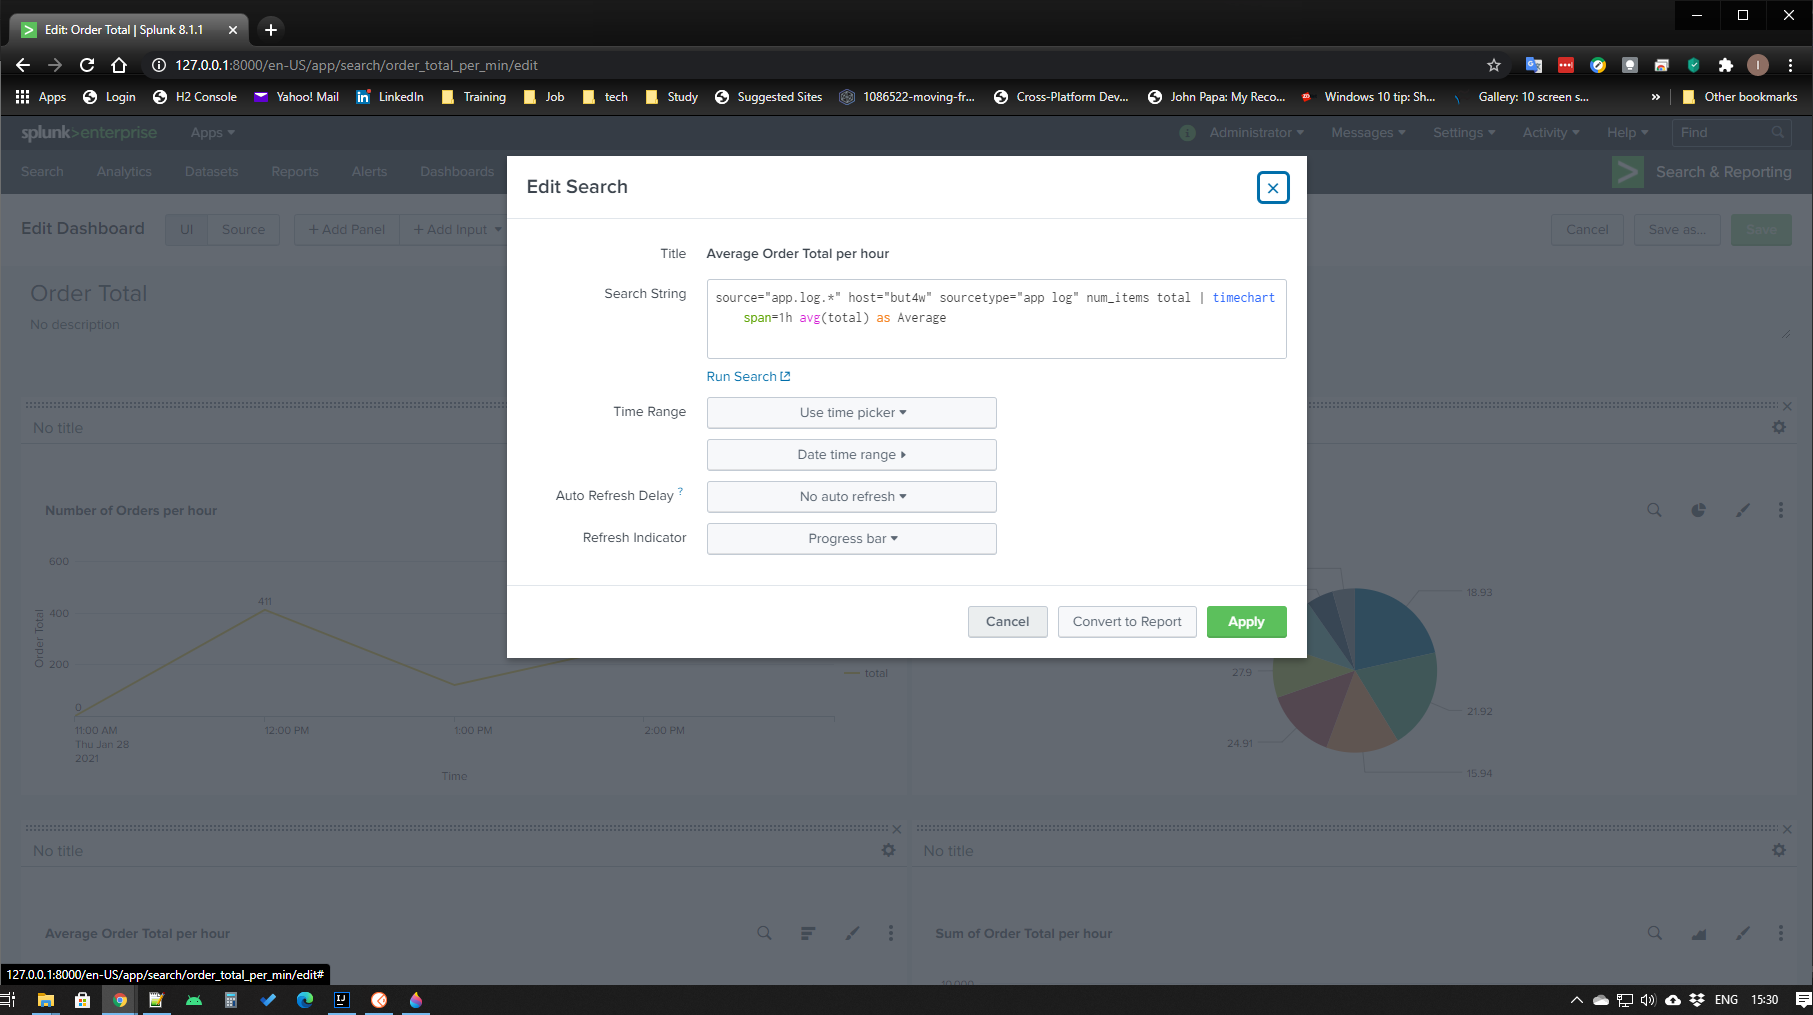 Edit: Order Total | Splunk 8.1.1
127.0.0.1:8000/en-US/app/search/order_total_per_min/edit
Apps Login H2 Console Yahoo! Mail LinkedIn Training Job tech Study Suggested Sites 1086522-moving-fr... Cross-Platform Dev... John Papa: My Reco... Windows 10 tip: Sh... Gallery: 10 screen s... » Other bookmarks
splunk>enterprise Apps Administrator Messages Settings Activity Help Find
Search Analytics Datasets Reports Alerts Dashboards Search & Reporting
Edit Dashboard UI Source + Add Panel + Add Input Cancel Save as... Save
Order Total
No description
Edit Search
Title Average Order Total per hour
Search String source="app.log.*" host="but4w" sourcetype="app log" num_items total | timechart
span=1h avg(total) as Average
Run Search
Time Range Use time picker
Date time range
Auto Refresh Delay ? No auto refresh
Refresh Indicator Progress bar
Cancel Convert to Report Apply
No title
Number of Orders per hour
600
400
200
0
411
Order Total
11:00 AM
Thu Jan 28
2021
12:00 PM
1:00 PM
2:00 PM
Time
total
18.93
21.92
15.94
24.91
27.9
No title
No title
Average Order Total per hour
Sum of Order Total per hour
10,000
127.0.0.1:8000/en-US/app/search/order_total_per_min/edit#
ENG 15:30